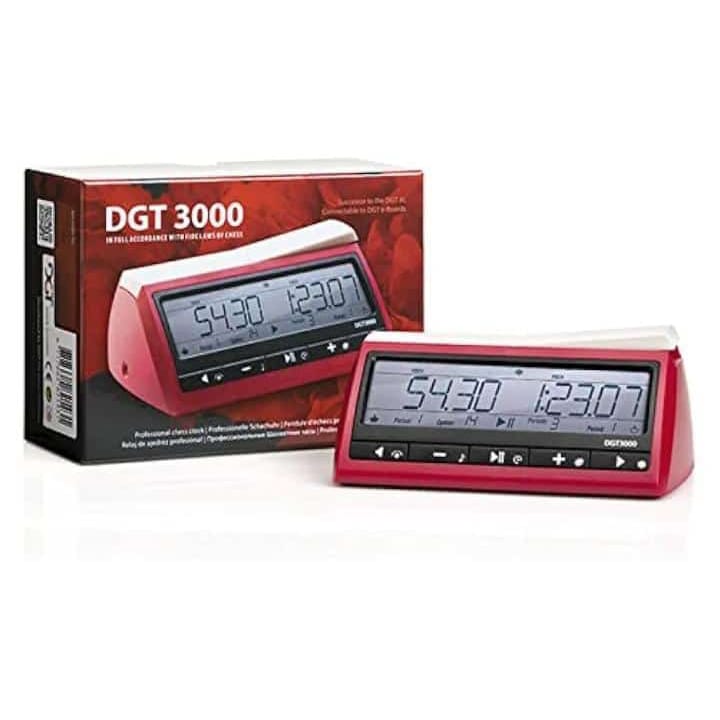 DGT 3000
IN FULL ACCORDANCE WITH FIDE LAWS OF CHESS
Successor to the DGT XL
Connectable to DGT e-Boards
DGT
54.30 1:23.07
DGT3000
Professional chess clock | Professionelle Schachuhr | Pendule d'échecs
Reloj de ajedrez profesional | Профессиональные Шахматные часы |
54.30 1:23.07
Period 1 Option 14 Periods 3 Period 1
DGT3000